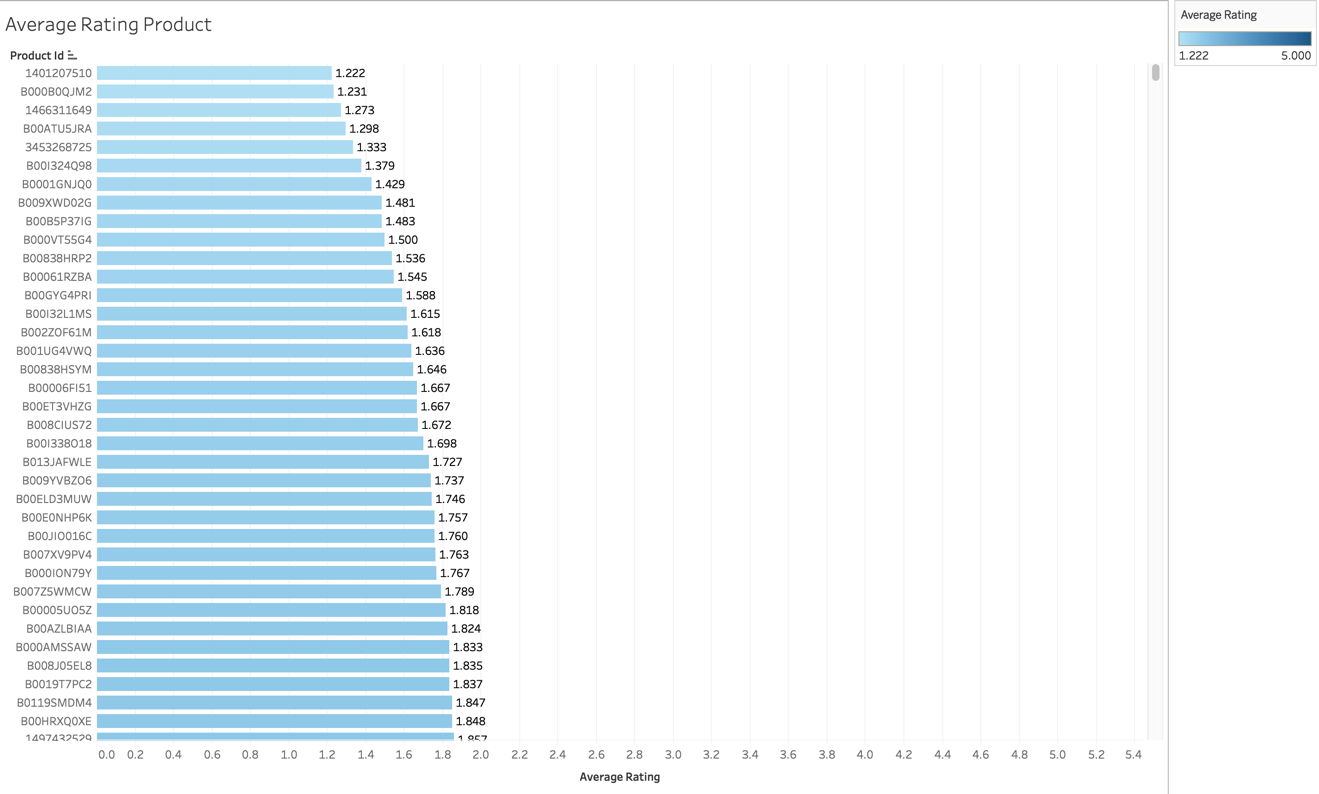 Average Rating Product
Product Id
1401207510 1.222
B000B0QJM2 1.231
1466311649 1.273
B00ATU5JRA 1.298
3453268725 1.333
B00I324Q98 1.379
B0001GNJQ0 1.429
B009XWD02G 1.481
B00B5P37IG 1.483
B000VT55G4 1.500
B00838HRP2 1.536
B00061RZBA 1.545
B00GYG4PRI 1.588
B00I32L1MS 1.615
B002ZOF61M 1.618
B001UG4VWQ 1.636
B00838HSYM 1.646
B00006FIS1 1.667
B00ET3VHZG 1.667
B008CIUS72 1.672
B00I338O18 1.698
B013JAFWLE 1.727
B009YVBZO6 1.737
B00ELD3MUW 1.746
B00E0NHP6K 1.757
B00JIO016C 1.760
B007XV9PV4 1.763
B000ION79Y 1.767
B007Z5WMCW 1.789
B00005UO5Z 1.818
B00AZLBIAA 1.824
B000AMSSAW 1.833
B008J05EL8 1.835
B0019T7PC2 1.837
B0119SMDM4 1.847
B00HRXQ0XE 1.848
1497432529 1.857
0.0 0.2 0.4 0.6 0.8 1.0 1.2 1.4 1.6 1.8 2.0 2.2 2.4 2.6 2.8 3.0 3.2 3.4 3.6 3.8 4.0 4.2 4.4 4.6 4.8 5.0 5.2 5.4
Average Rating
Average Rating
1.222 5.000